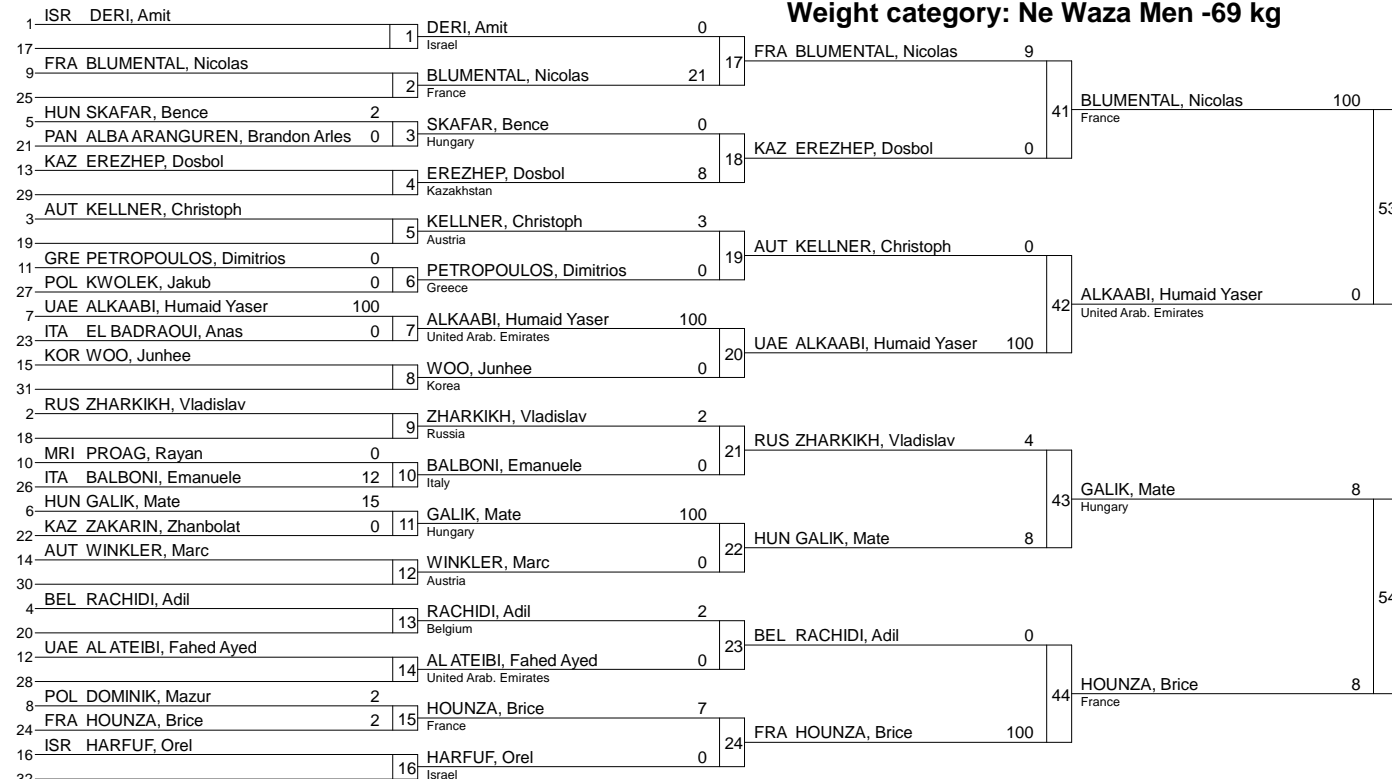 Weight category: Ne Waza Men -69 kg
1 ISR DERI, Amit
17
1
9 FRA BLUMENTAL, Nicolas
25
2
5 HUN SKAFAR, Bence 2
21 PAN ALBA ARANGUREN, Brandon Arles 0
3
13 KAZ EREZHEP, Dosbol
29
4
3 AUT KELLNER, Christoph
19
5
11 GRE PETROPOULOS, Dimitrios 0
27 POL KWOLEK, Jakub 0
6
7 UAE ALKAABI, Humaid Yaser 100
23 ITA EL BADRAOUI, Anas 0
7
15 KOR WOO, Junhee
31
8
2 RUS ZHARKIKH, Vladislav
18
9
10 MRI PROAG, Rayan 0
26 ITA BALBONI, Emanuele 12
10
6 HUN GALIK, Mate 15
22 KAZ ZAKARIN, Zhanbolat 0
11
14 AUT WINKLER, Marc
30
12
4 BEL RACHIDI, Adil
20
13
12 UAE AL ATEIBI, Fahed Ayed
28
14
8 POL DOMINIK, Mazur 2
24 FRA HOUNZA, Brice 2
15
16 ISR HARFUF, Orel
32
16
DERI, Amit 0
Israel
BLUMENTAL, Nicolas 21
France
17
SKAFAR, Bence 0
Hungary
EREZHEP, Dosbol 8
Kazakhstan
18
KELLNER, Christoph 3
Austria
PETROPOULOS, Dimitrios 0
Greece
19
ALKAABI, Humaid Yaser 100
United Arab. Emirates
WOO, Junhee 0
Korea
20
ZHARKIKH, Vladislav 2
Russia
BALBONI, Emanuele 0
Italy
21
GALIK, Mate 100
Hungary
WINKLER, Marc 0
Austria
22
RACHIDI, Adil 2
Belgium
AL ATEIBI, Fahed Ayed 0
United Arab. Emirates
23
HOUNZA, Brice 7
France
HARFUF, Orel 0
Israel
24
FRA BLUMENTAL, Nicolas 9
KAZ EREZHEP, Dosbol 0
41
AUT KELLNER, Christoph 0
UAE ALKAABI, Humaid Yaser 100
42
RUS ZHARKIKH, Vladislav 4
HUN GALIK, Mate 8
43
BEL RACHIDI, Adil 0
FRA HOUNZA, Brice 100
44
BLUMENTAL, Nicolas 100
France
ALKAABI, Humaid Yaser 0
United Arab. Emirates
53
GALIK, Mate 8
Hungary
HOUNZA, Brice 8
France
54